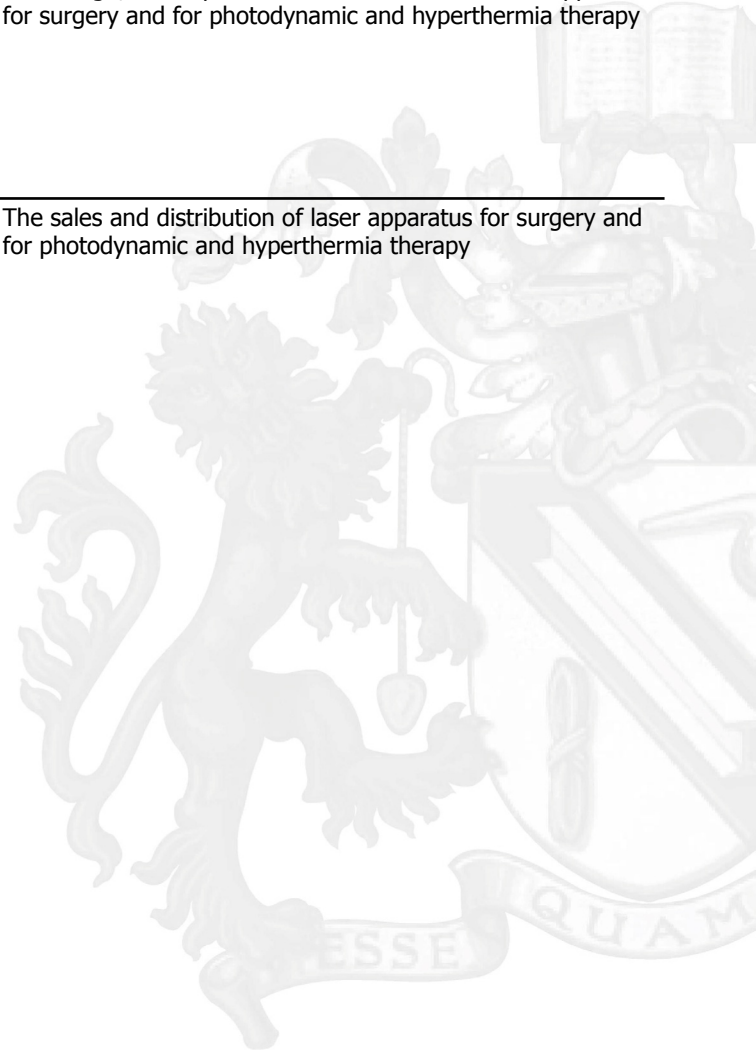 for surgery and for photodynamic and hyperthermia therapy
The sales and distribution of laser apparatus for surgery and
for photodynamic and hyperthermia therapy
ESSE
QUAM